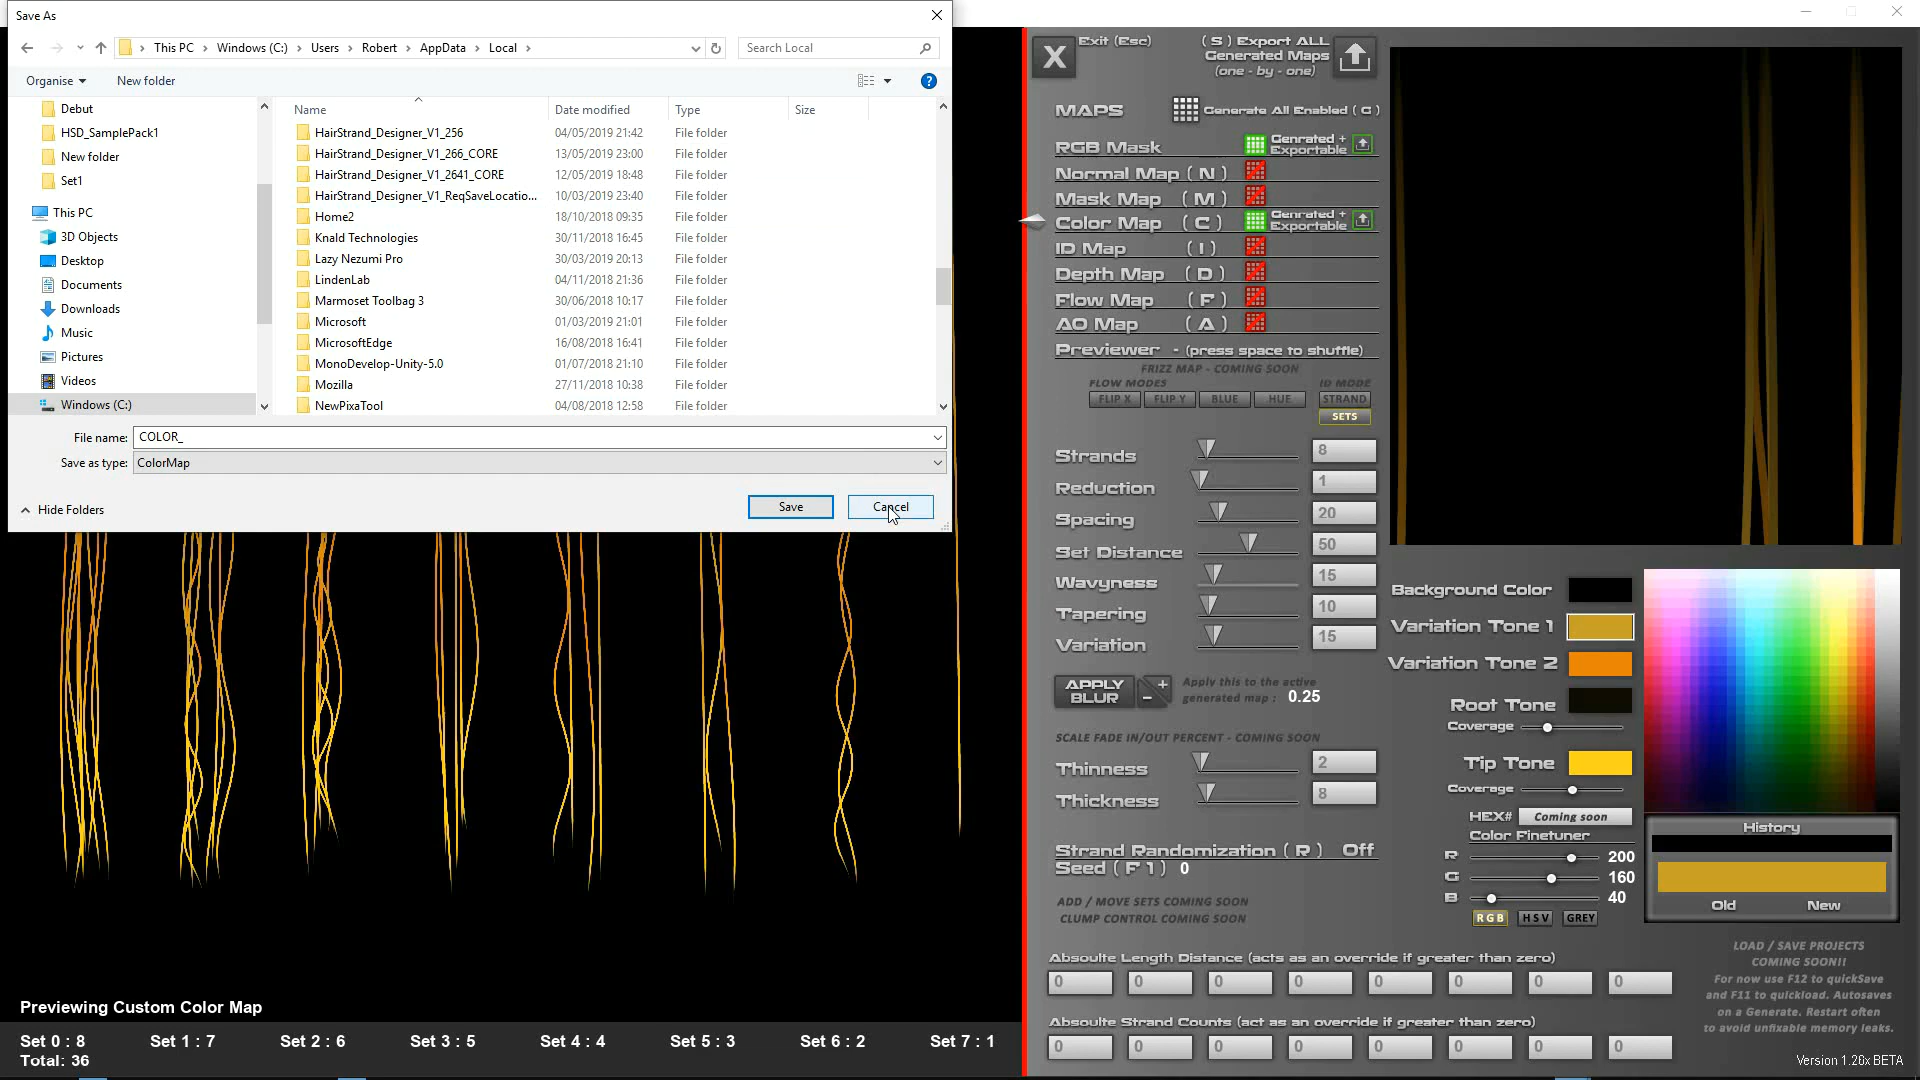 Save As
This PC > Windows (C:) > Users > Robert > AppData > Local >
Search Local
Organise
New folder
Debut
HSD_SamplePack1
New folder
Set1
This PC
3D Objects
Desktop
Documents
Downloads
Music
Pictures
Videos
Windows (C:)
Name Date modified Type Size
HairStrand_Designer_V1_256 04/05/2019 21:42 File folder
HairStrand_Designer_V1_266_CORE 13/05/2019 23:00 File folder
HairStrand_Designer_V1_2641_CORE 12/05/2019 18:48 File folder
HairStrand_Designer_V1_ReqSaveLocatio... 10/03/2019 23:40 File folder
Home2 18/10/2018 09:35 File folder
Knald Technologies 30/11/2018 16:45 File folder
Lazy Nezumi Pro 30/03/2019 20:13 File folder
LindenLab 04/11/2018 21:36 File folder
Marmoset Toolbag 3 30/06/2018 10:17 File folder
Microsoft 01/03/2019 21:01 File folder
MicrosoftEdge 16/08/2018 16:41 File folder
MonoDevelop-Unity-5.0 01/07/2018 21:10 File folder
Mozilla 27/11/2018 10:38 File folder
NewPixaTool 04/08/2018 12:58 File folder
File name: COLOR_
Save as type: ColorMap
Hide Folders
Save
Cancel
Previewing Custom Color Map
Set 0 : 8 Set 1 : 7 Set 2 : 6 Set 3 : 5 Set 4 : 4 Set 5 : 3 Set 6 : 2 Set 7 : 1
Total: 36
X
Exit (Esc)
( S ) Export ALL
Generated Maps
(one - by - one)
MAPS
Generate All Enabled ( G )
RGB Mask
Genrated +
Exportable
Normal Map ( N )
Mask Map ( M )
Color Map ( C )
Genrated +
Exportable
ID Map ( I )
Depth Map ( D )
Flow Map ( F )
AO Map ( A )
Previewer - (press space to shuffle)
FRIZZ MAP - COMING SOON
FLOW MODES
ID MODE
FLIP X FLIP Y BLUE HUE STRAND
SETS
Strands 8
Reduction 1
Spacing 20
Set Distance 50
Wavyness 15
Tapering 10
Variation 15
APPLY
BLUR
- +
Apply this to the active
generated map : 0.25
SCALE FADE IN/OUT PERCENT - COMING SOON
Thinness 2
Thickness 8
Strand Randomization ( R ) Off
Seed ( F1 ) 0
ADD / MOVE SETS COMING SOON
CLUMP CONTROL COMING SOON
Background Color
Variation Tone 1
Variation Tone 2
Root Tone
Coverage
Tip Tone
Coverage
HEX# Coming soon
Color Finetuner
R 200
G 160
B 40
RGB HSV GREY
History
Old New
Absoulte Length Distance (acts as an override if greater than zero)
0 0 0 0 0 0 0 0
Absoulte Strand Counts (act as an override if greater than zero)
0 0 0 0 0 0 0 0
LOAD / SAVE PROJECTS
COMING SOON!!
For now use F12 to quickSave
and F11 to quickload. Autosaves
on a Generate. Restart often
to avoid unfixable memory leaks.
Version 1.26x BETA